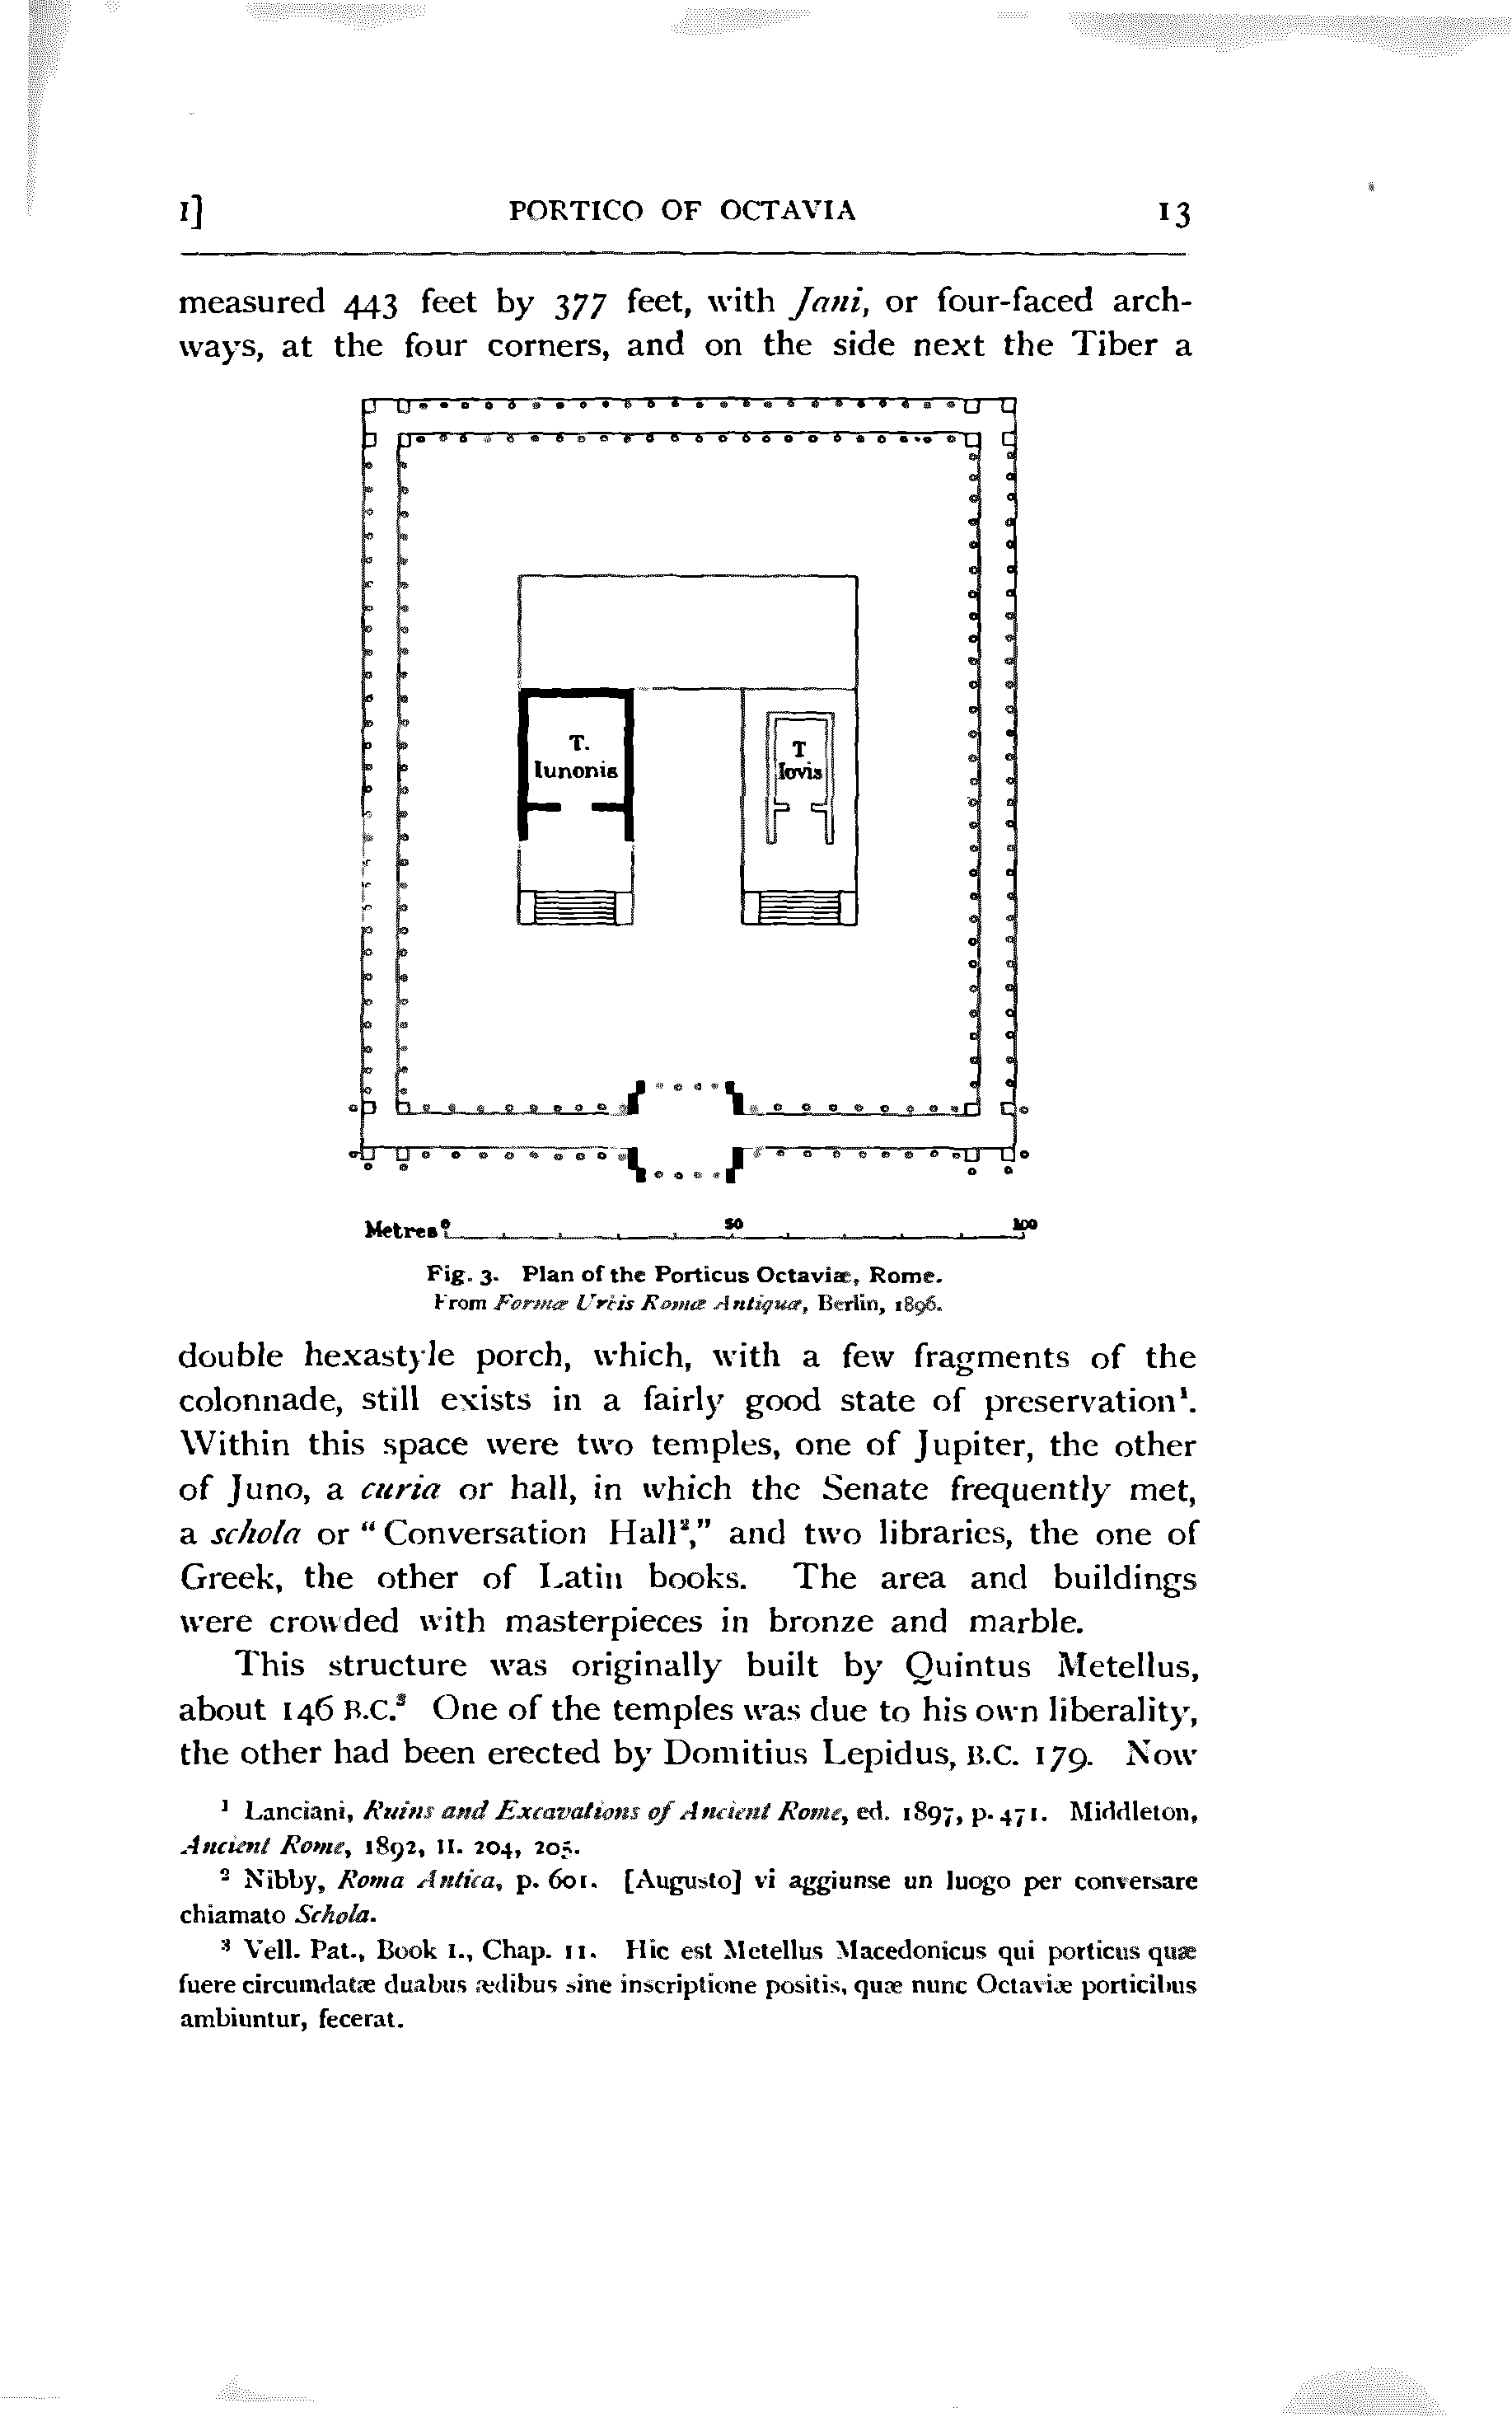 I] PORTICO OF OCTAVIA 13
measured 443 feet by 377 feet, with Jani, or four-faced arch-
ways, at the four corners, and on the side next the Tiber a
T.
Iunonis
T
Iovis
Metres 0 50 100
Fig. 3. Plan of the Porticus Octaviæ, Rome.
From Formæ Urbis Romæ Antiquæ, Berlin, 1896.
double hexastyle porch, which, with a few fragments of the
colonnade, still exists in a fairly good state of preservation¹.
Within this space were two temples, one of Jupiter, the other
of Juno, a curia or hall, in which the Senate frequently met,
a schola or “Conversation Hall²,” and two libraries, the one of
Greek, the other of Latin books. The area and buildings
were crowded with masterpieces in bronze and marble.
This structure was originally built by Quintus Metellus,
about 146 B.C.³ One of the temples was due to his own liberality,
the other had been erected by Domitius Lepidus, B.C. 179. Now
¹ Lanciani, Ruins and Excavations of Ancient Rome, ed. 1897, p. 471. Middleton,
Ancient Rome, 1892, II. 204, 205.
² Nibby, Roma Antica, p. 601. [Augusto] vi aggiunse un luogo per conversare
chiamato Schola.
³ Vell. Pat., Book I., Chap. 11. Hic est Metellus Macedonicus qui porticus quæ
fuere circumdatæ duabus ædibus sine inscriptione positis, quæ nunc Octaviæ porticibus
ambiuntur, fecerat.